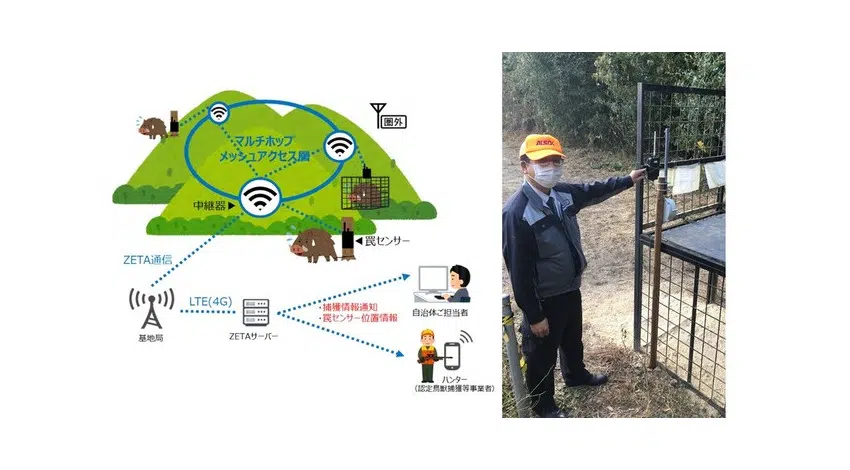 圏外
マルチホップ
メッシュアクセス層
中継器▶
◀罠センサー
ZETA通信
LTE(4G)
基地局
ZETAサーバー
・捕獲情報通知
・罠センサー位置情報
自治体ご担当者
ハンター
(認定鳥獣捕獲等事業者)